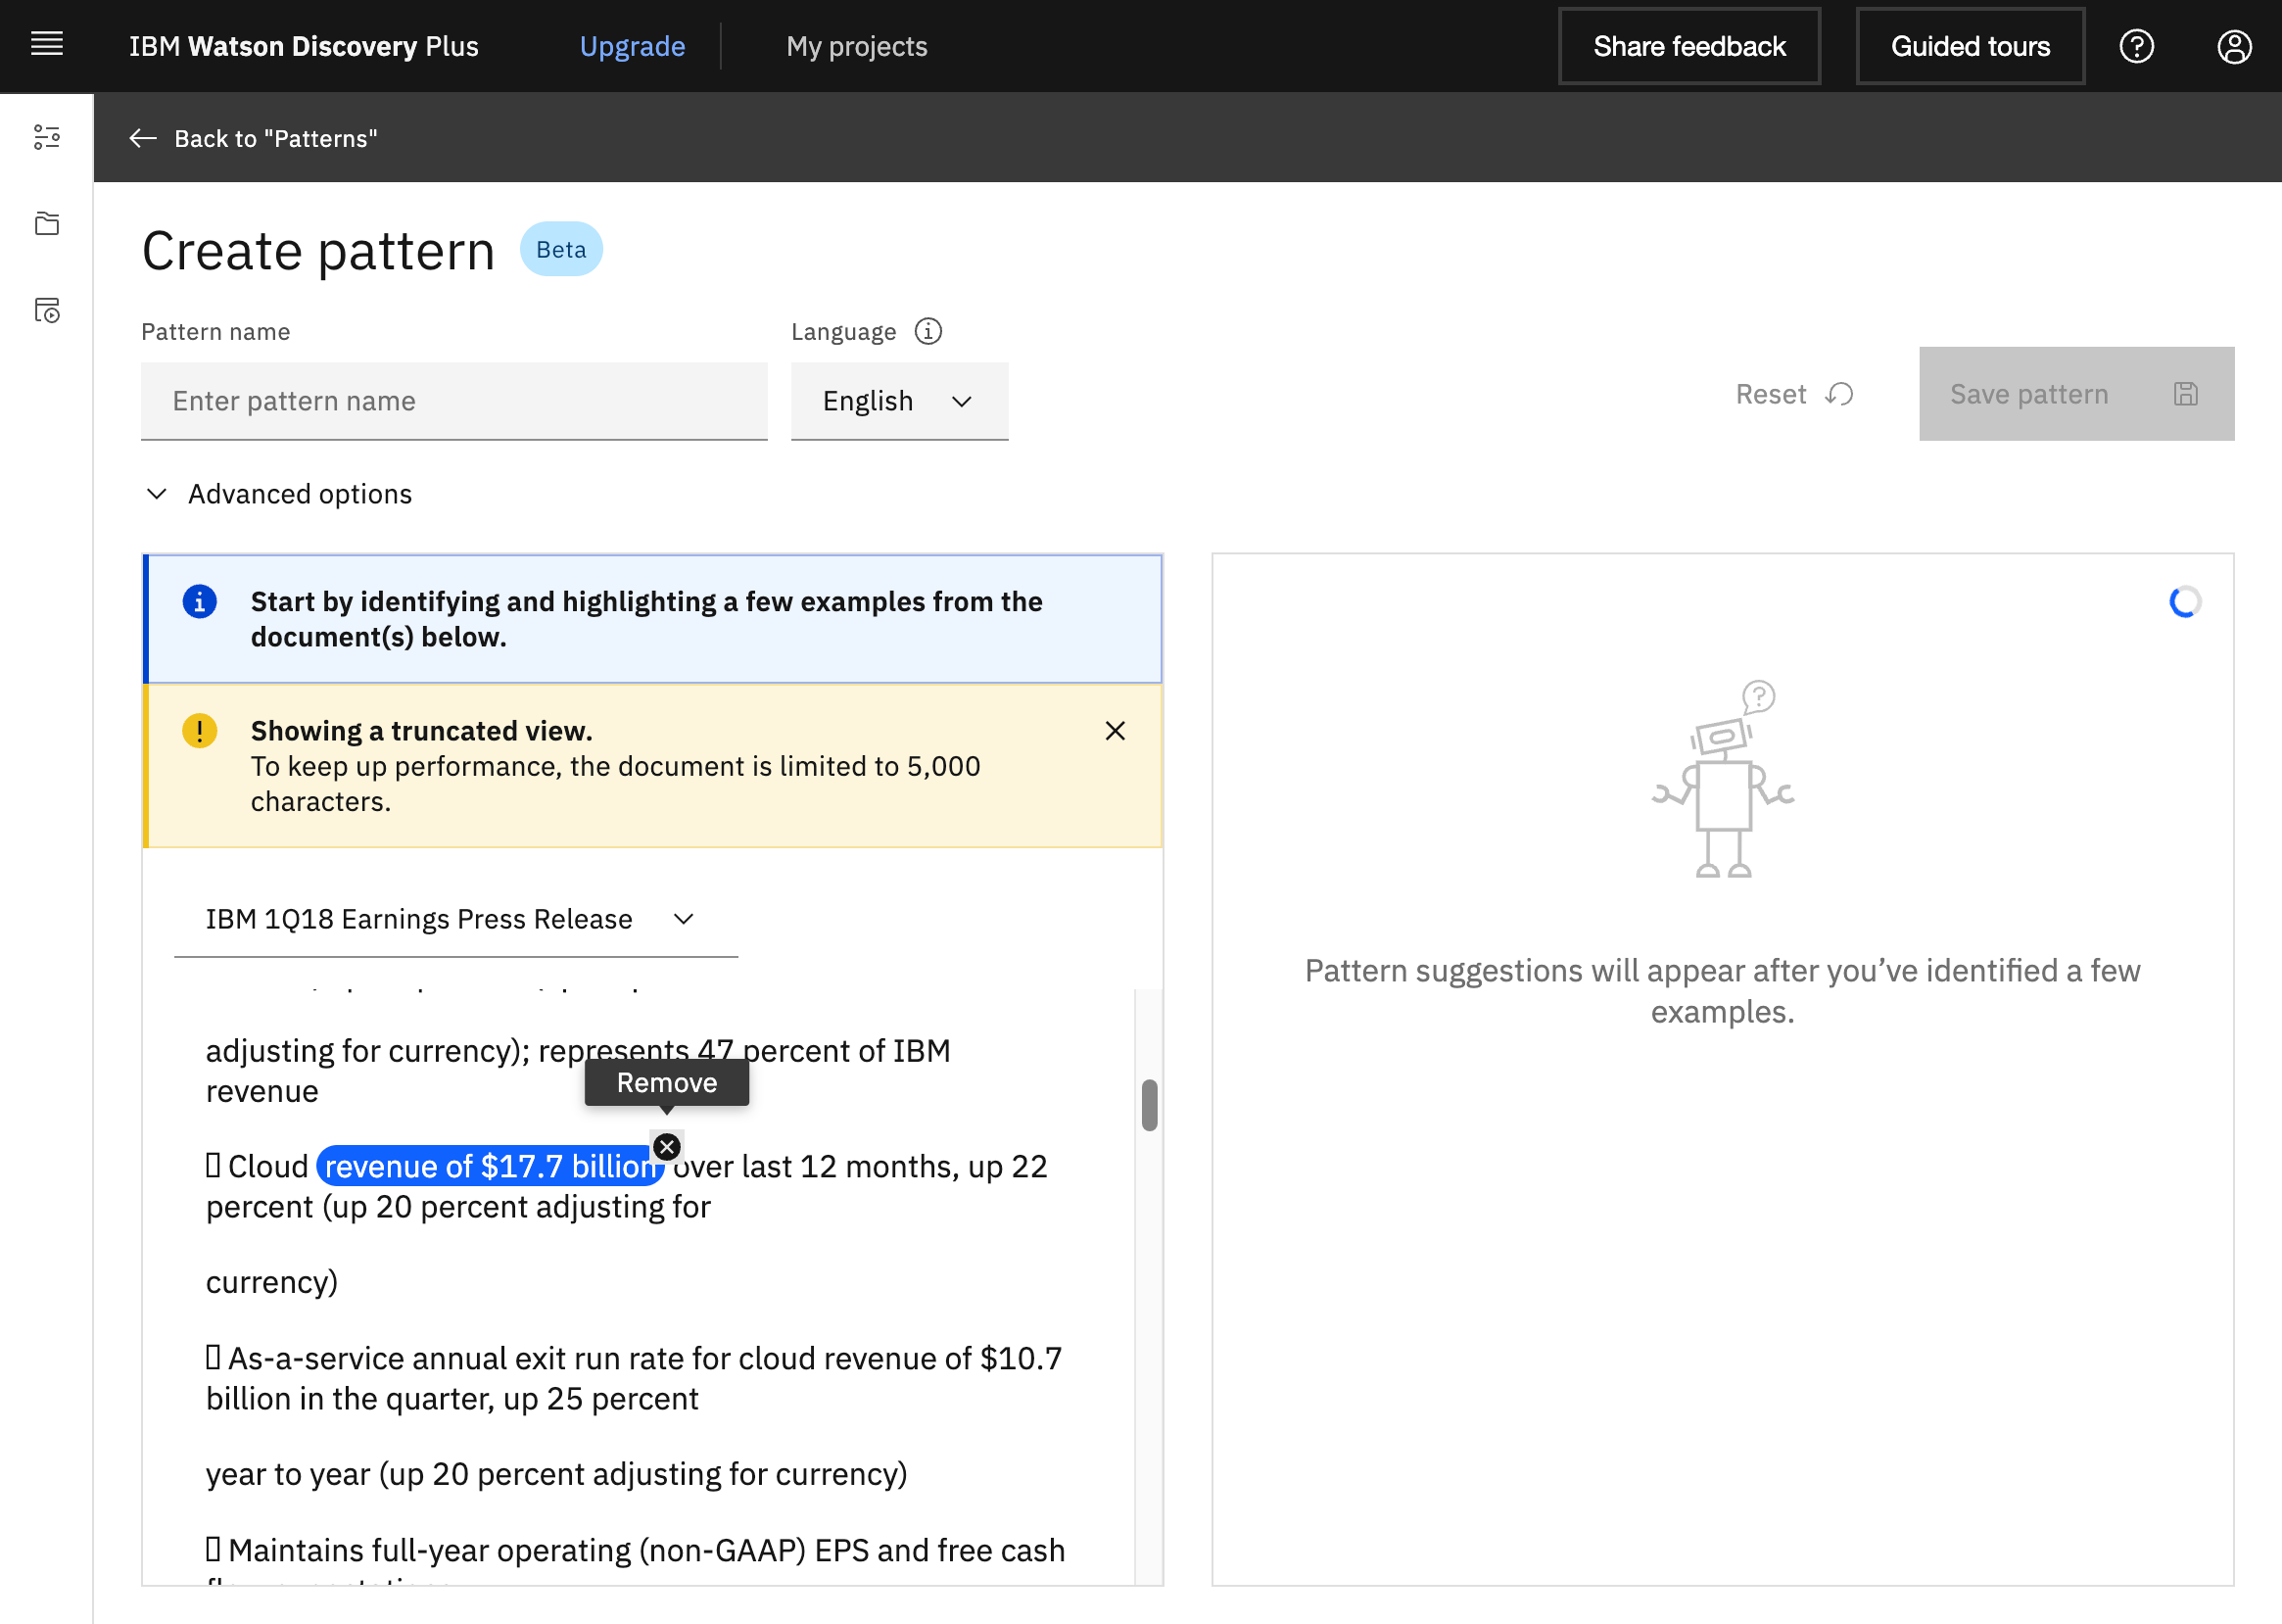 IBM Watson Discovery Plus
Upgrade
My projects
Share feedback
Guided tours
Back to "Patterns"
Create pattern
Beta
Pattern name
Language
Enter pattern name
English
Reset
Save pattern
Advanced options
Start by identifying and highlighting a few examples from the
document(s) below.
Showing a truncated view.
To keep up performance, the document is limited to 5,000
characters.
IBM 1Q18 Earnings Press Release
adjusting for currency); represents 47 percent of IBM
revenue
Remove
Cloud revenue of $17.7 billion over last 12 months, up 22
percent (up 20 percent adjusting for
currency)
As-a-service annual exit run rate for cloud revenue of $10.7
billion in the quarter, up 25 percent
year to year (up 20 percent adjusting for currency)
Maintains full-year operating (non-GAAP) EPS and free cash
Pattern suggestions will appear after you’ve identified a few
examples.